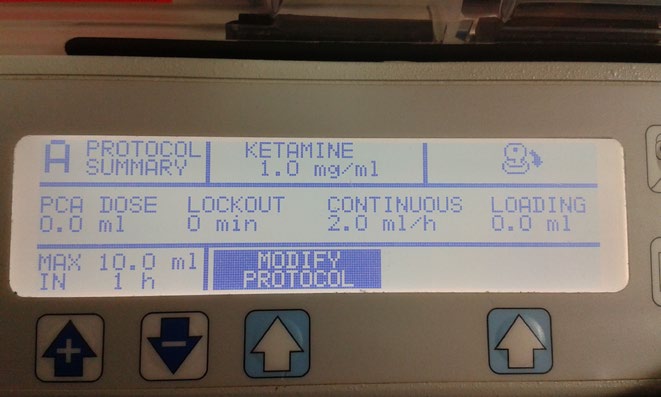 A PROTOCOL SUMMARY
KETAMINE
1.0 mg/ml
PCA DOSE LOCKOUT CONTINUOUS LOADING
0.0 ml 0 min 2.0 ml/h 0.0 ml
MAX 10.0 ml
IN 1 h
MODIFY
PROTOCOL